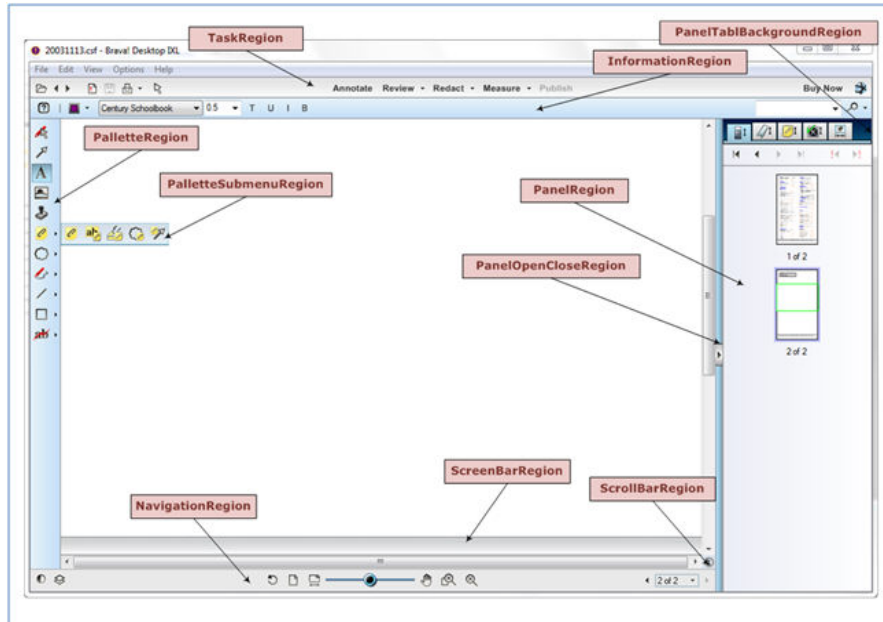 TaskRegion
PanelTablBackgroundRegion
20031113.csf - Brava! Desktop IXL
InformationRegion
File Edit View Options Help
Annotate Review Redact Measure Publish Buy Now
Century Schoolbook 0.5 T U I B
PalletteRegion
A
PalletteSubmenuRegion
PanelRegion
ab
1 of 2
PanelOpenCloseRegion
ab
2 of 2
ScreenBarRegion
ScrollBarRegion
NavigationRegion
2 of 2